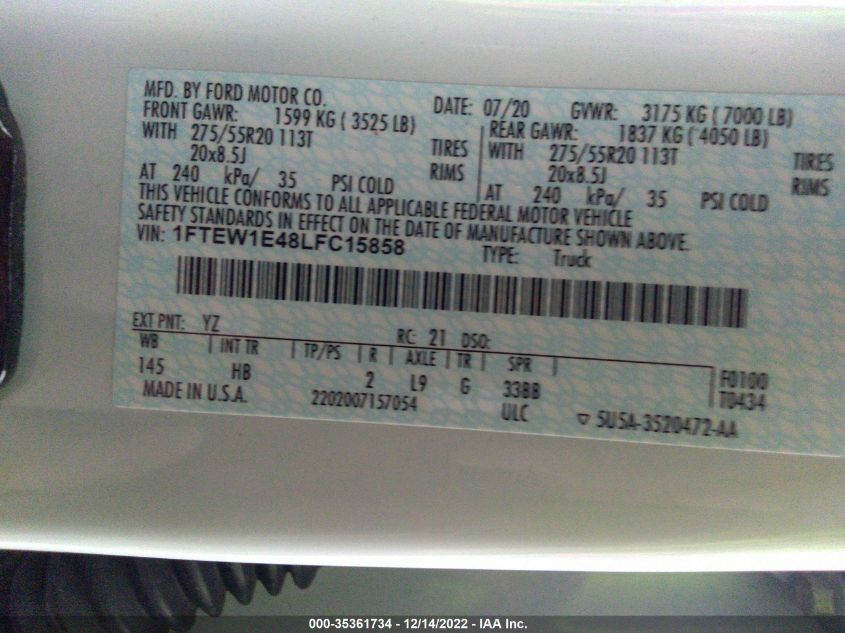 MFD. BY FORD MOTOR CO.
DATE: 07/20 GVWR: 3175 KG ( 7000 LB)
FRONT GAWR: 1599 KG ( 3525 LB)
WITH 275/55R20 113T TIRES
20x8.5J RIMS
AT 240 kPa/ 35 PSI COLD
REAR GAWR: 1837 KG ( 4050 LB)
WITH 275/55R20 113T TIRES
20x8.5J RIMS
AT 240 kPa/ 35 PSI COLD
THIS VEHICLE CONFORMS TO ALL APPLICABLE FEDERAL MOTOR VEHICLE
SAFETY STANDARDS IN EFFECT ON THE DATE OF MANUFACTURE SHOWN ABOVE.
VIN: 1FTEW1E48LFC15858 TYPE: Truck
EXT PNT: YZ RC: 21 DSO:
WB INT TR TP/PS R AXLE TR SPR
145 HB 2 L9 G 33BB
F0100
T0434
MADE IN U.S.A. 2202007157054 ULC 5U5A-3520472-AA
000-35361734 - 12/14/2022 - IAA Inc.